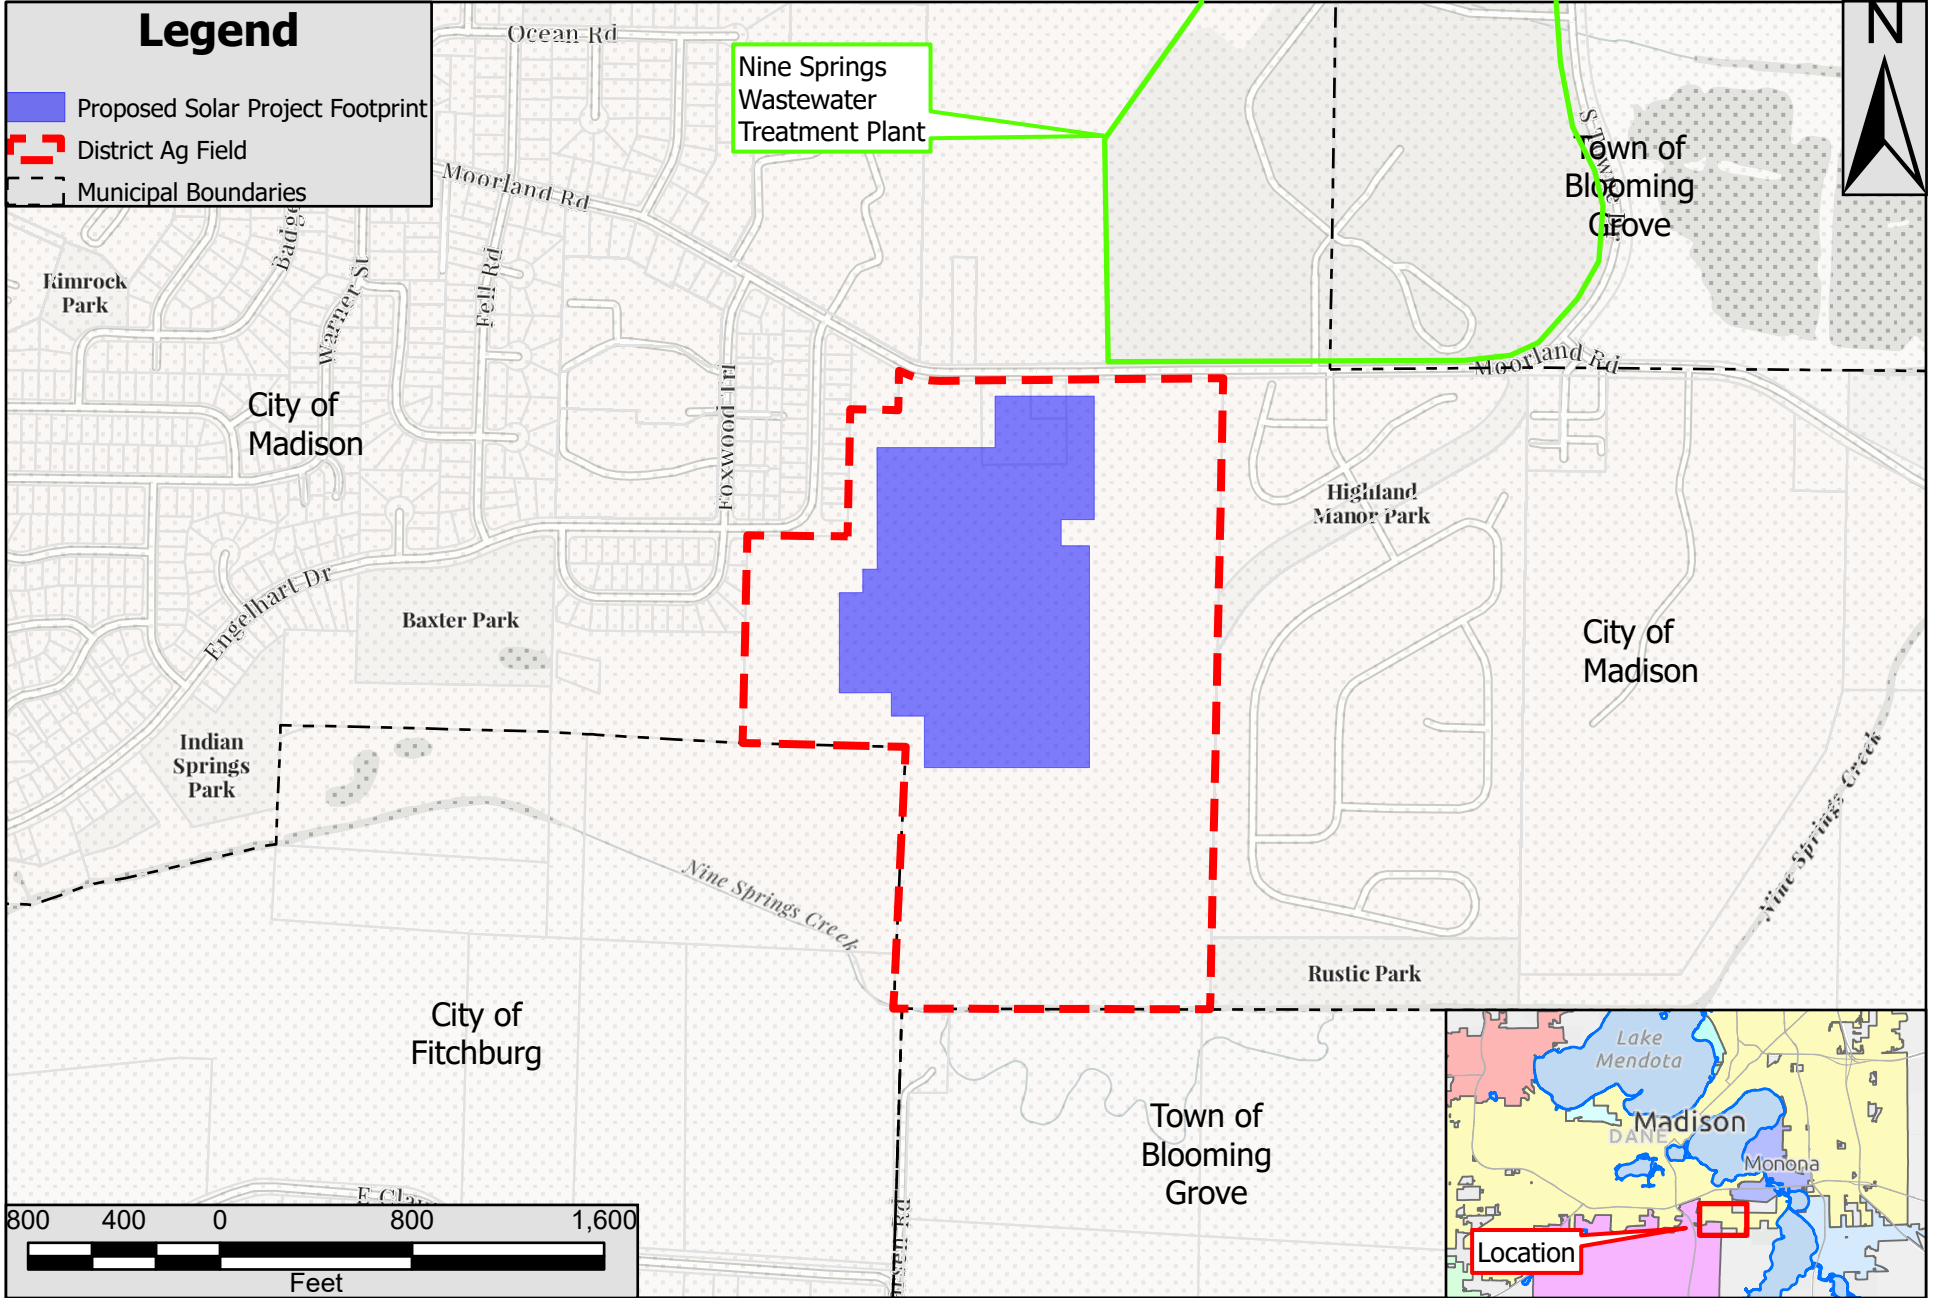 Legend
Proposed Solar Project Footprint
District Ag Field
Municipal Boundaries
Ocean Rd
Nine Springs
Wastewater
Treatment Plant
N
S Towne Dr
Town of
Blooming
Grove
Moorland Rd
Rimrock
Park
Warner St
Fell Rd
Foxwood Trl
Moorland Rd
City of
Madison
Highland
Manor Park
Engelhart Dr
Baxter Park
City of
Madison
Indian
Springs
Park
Nine Springs Creek
Nine Springs Creek
Rustic Park
City of
Fitchburg
Town of
Blooming
Grove
800 400 0 800 1,600
Feet
Lake
Mendota
Madison
DANE
Monona
Location